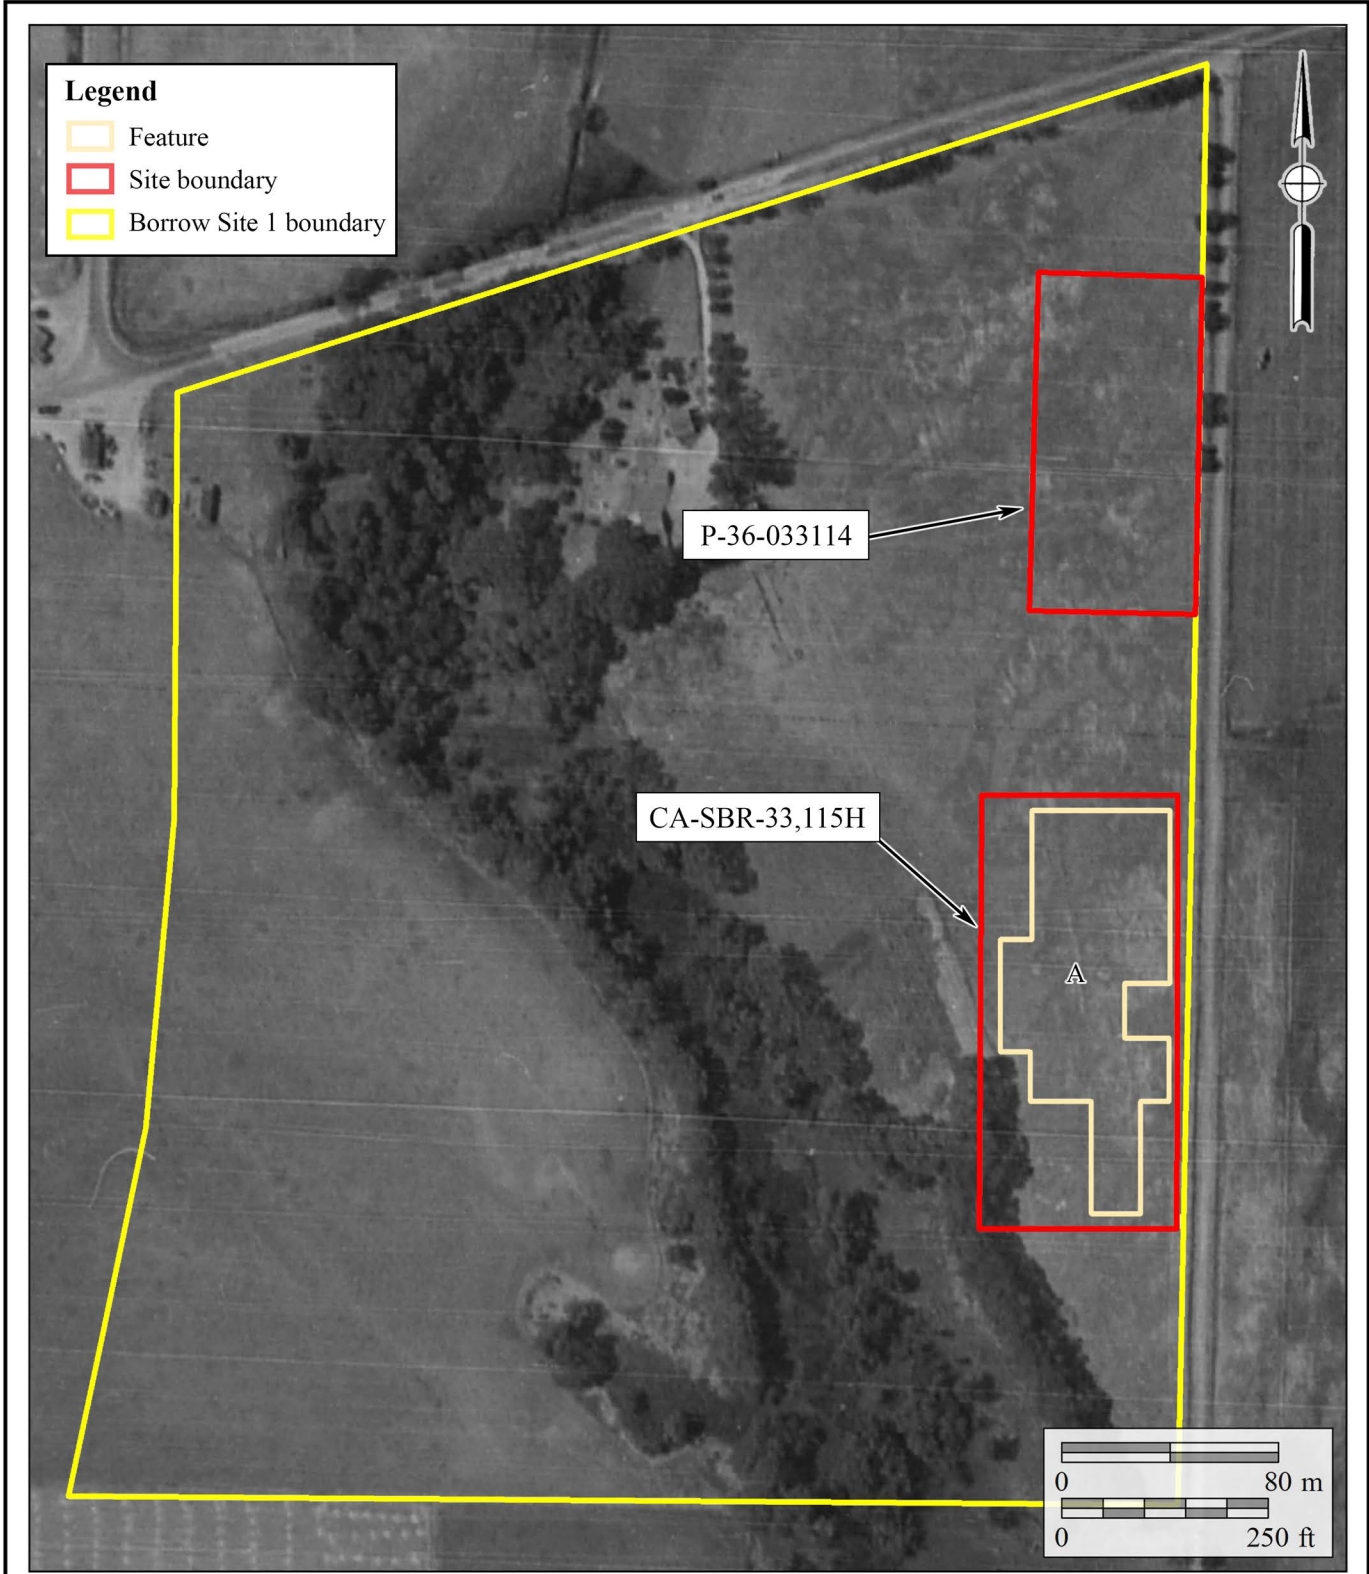 Legend
Feature
Site boundary
Borrow Site 1 boundary
P-36-033114
CA-SBR-33,115H
A
0 80 m
0 250 ft